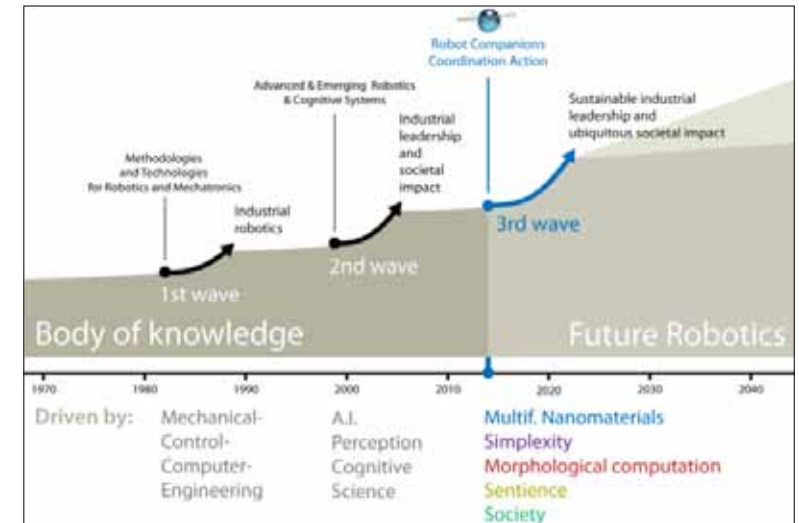 Robot Companions
Coordination Action
Advanced & Emerging Robotics
& Cognitive Systems
Sustainable industrial
leadership and
ubiquitous societal impact
Industrial
leadership
and
societal
impact
Methodologies
and Technologies
for Robotics and Mechatronics
Industrial
robotics
3rd wave
2nd wave
1st wave
Body of knowledge
Future Robotics
1970 1980 1990 2000 2010 2020 2030 2040
Driven by:
Mechanical-
Control-
Computer-
Engineering
A.I.
Perception
Cognitive
Science
Multif. Nanomaterials
Simplexity
Morphological computation
Sentience
Society